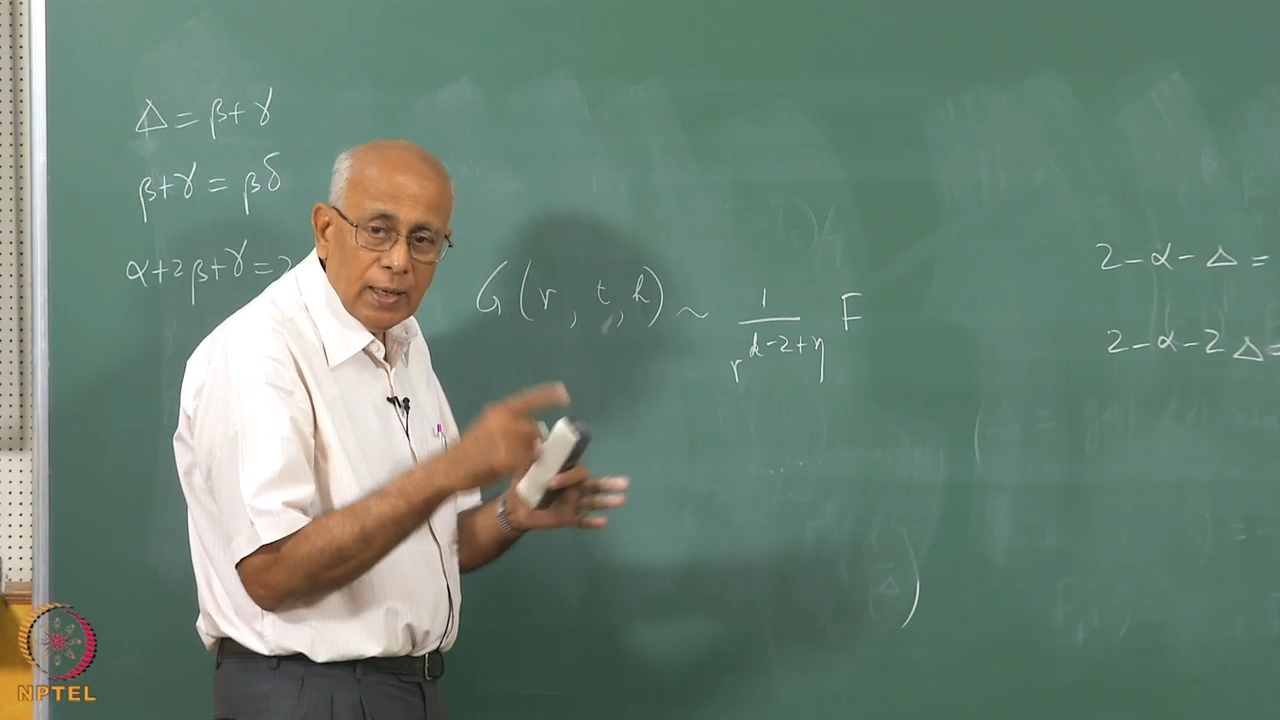 Δ = β+γ
β+γ = βδ
α+2β+γ=2
G(r, t, h) ~ 1/r^{d-2+η} F
2-α-Δ =
2-α-2Δ=
NPTEL